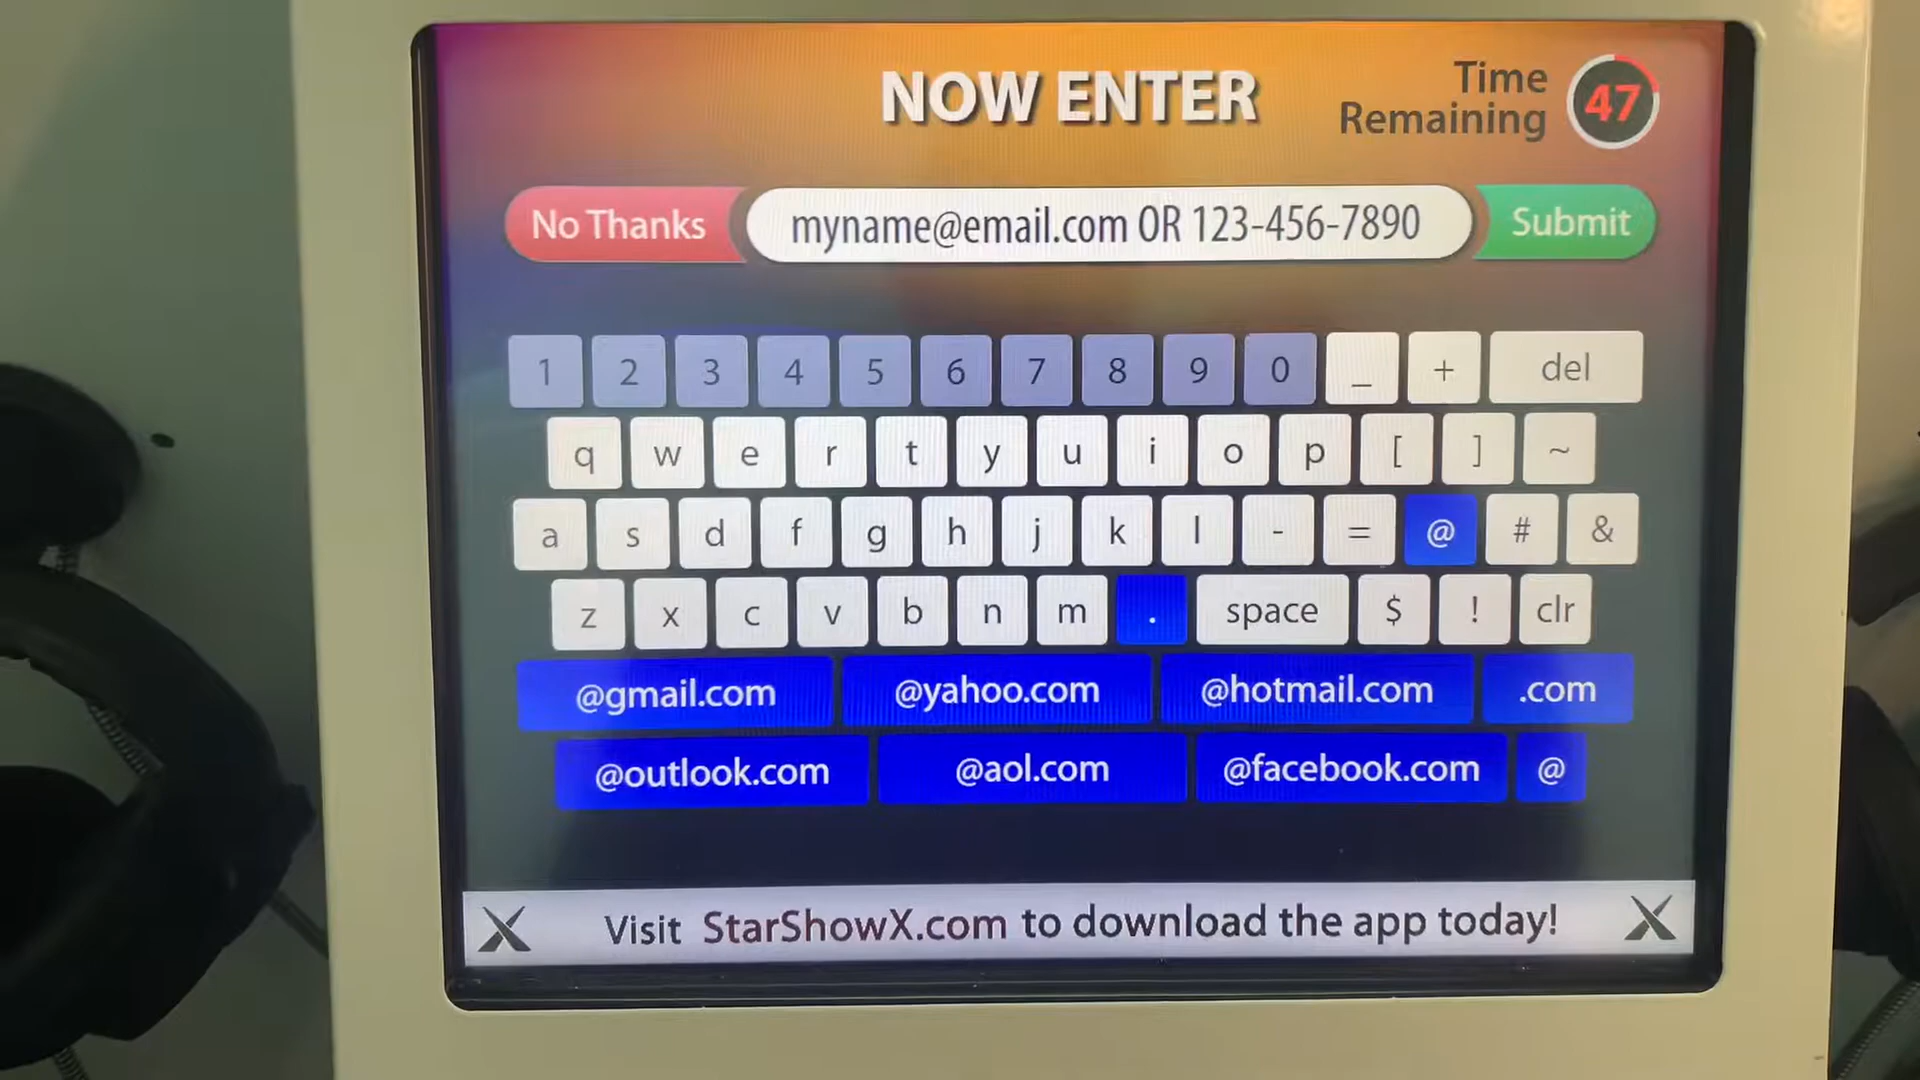 NOW ENTER
Time
Remaining
47
No Thanks
myname@email.com OR 123-456-7890
Submit
1 2 3 4 5 6 7 8 9 0 _ + del
q w e r t y u i o p [ ] ~
a s d f g h j k l - = @ # &
z x c v b n m . space $ ! clr
@gmail.com @yahoo.com @hotmail.com .com
@outlook.com @aol.com @facebook.com @
Visit StarShowX.com to download the app today!